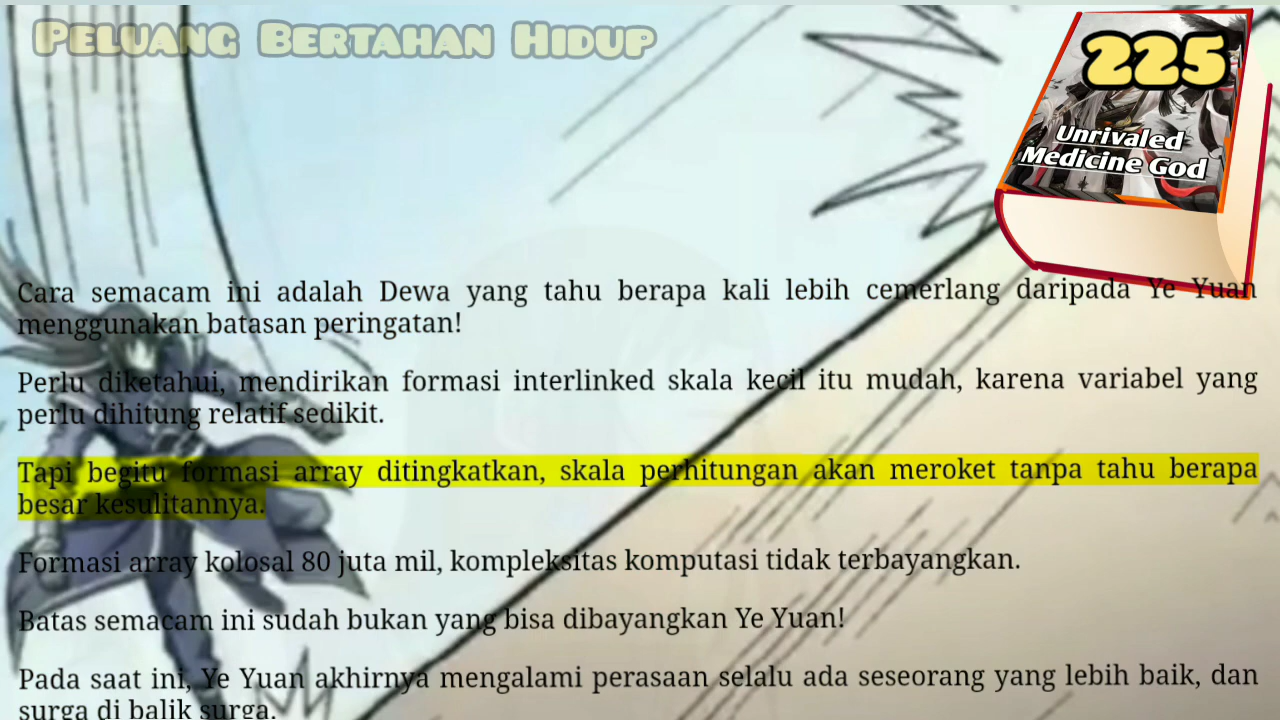 PELUANG BERTAHAN HIDUP
225
Unrivaled
Medicine God
Cara semacam ini adalah Dewa yang tahu berapa kali lebih cemerlang daripada Ye Yuan
menggunakan batasan peringatan!
Perlu diketahui, mendirikan formasi interlinked skala kecil itu mudah, karena variabel yang
perlu dihitung relatif sedikit.
Tapi begitu formasi array ditingkatkan, skala perhitungan akan meroket tanpa tahu berapa
besar kesulitannya.
Formasi array kolosal 80 juta mil, kompleksitas komputasi tidak terbayangkan.
Batas semacam ini sudah bukan yang bisa dibayangkan Ye Yuan!
Pada saat ini, Ye Yuan akhirnya mengalami perasaan selalu ada seseorang yang lebih baik, dan
surga di balik surga.